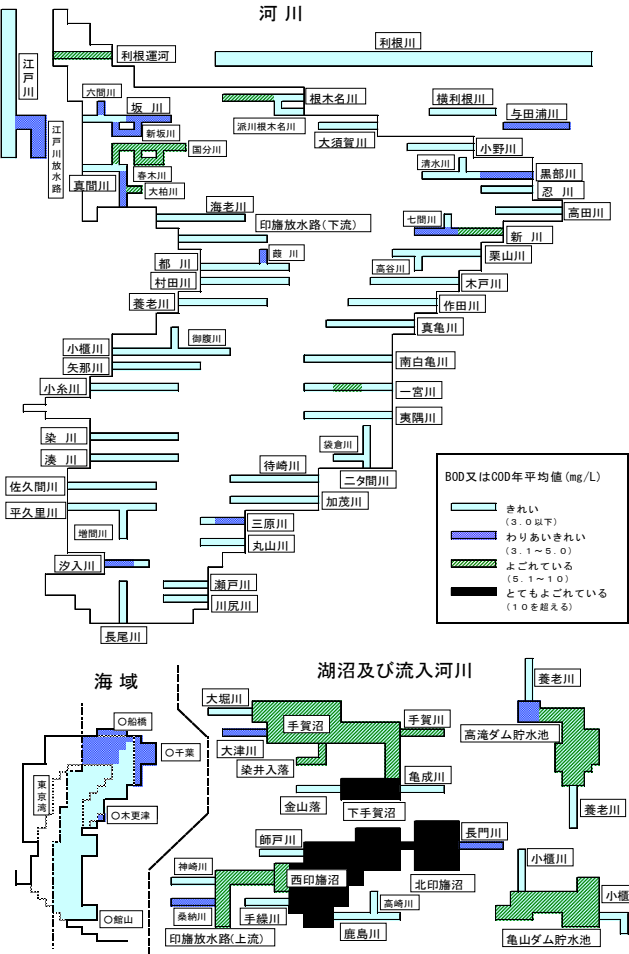 河川
利根川
江戸川
利根運河
六間川
坂川
根木名川
横利根川
与田浦川
江戸川放水路
新坂川
国分川
派川根木名川
大須賀川
小野川
清水川
黒部川
真間川
春木川
大柏川
忍川
海老川
印旛放水路(下流)
七間川
高田川
新川
都川
葭川
村田川
高谷川
栗山川
木戸川
養老川
作田川
真亀川
御腹川
小櫃川
矢那川
南白亀川
小糸川
一宮川
夷隅川
染川
湊川
袋倉川
待崎川
二タ間川
佐久間川
加茂川
平久里川
増間川
三原川
丸山川
汐入川
瀬戸川
川尻川
長尾川
BOD又はCOD年平均値(mg/L)
きれい
(3.0以下)
わりあいきれい
(3.1～5.0)
よごれている
(5.1～10)
とてもよごれている
(10を超える)
海域
○船橋
○千葉
東京湾
○木更津
○館山
湖沼及び流入河川
大堀川
手賀沼
手賀川
大津川
染井入落
亀成川
金山落
下手賀沼
養老川
高滝ダム貯水池
養老川
師戸川
長門川
神崎川
西印旛沼
北印旛沼
桑納川
手繰川
高崎川
印旛放水路(上流)
鹿島川
小櫃川
小櫃
亀山ダム貯水池